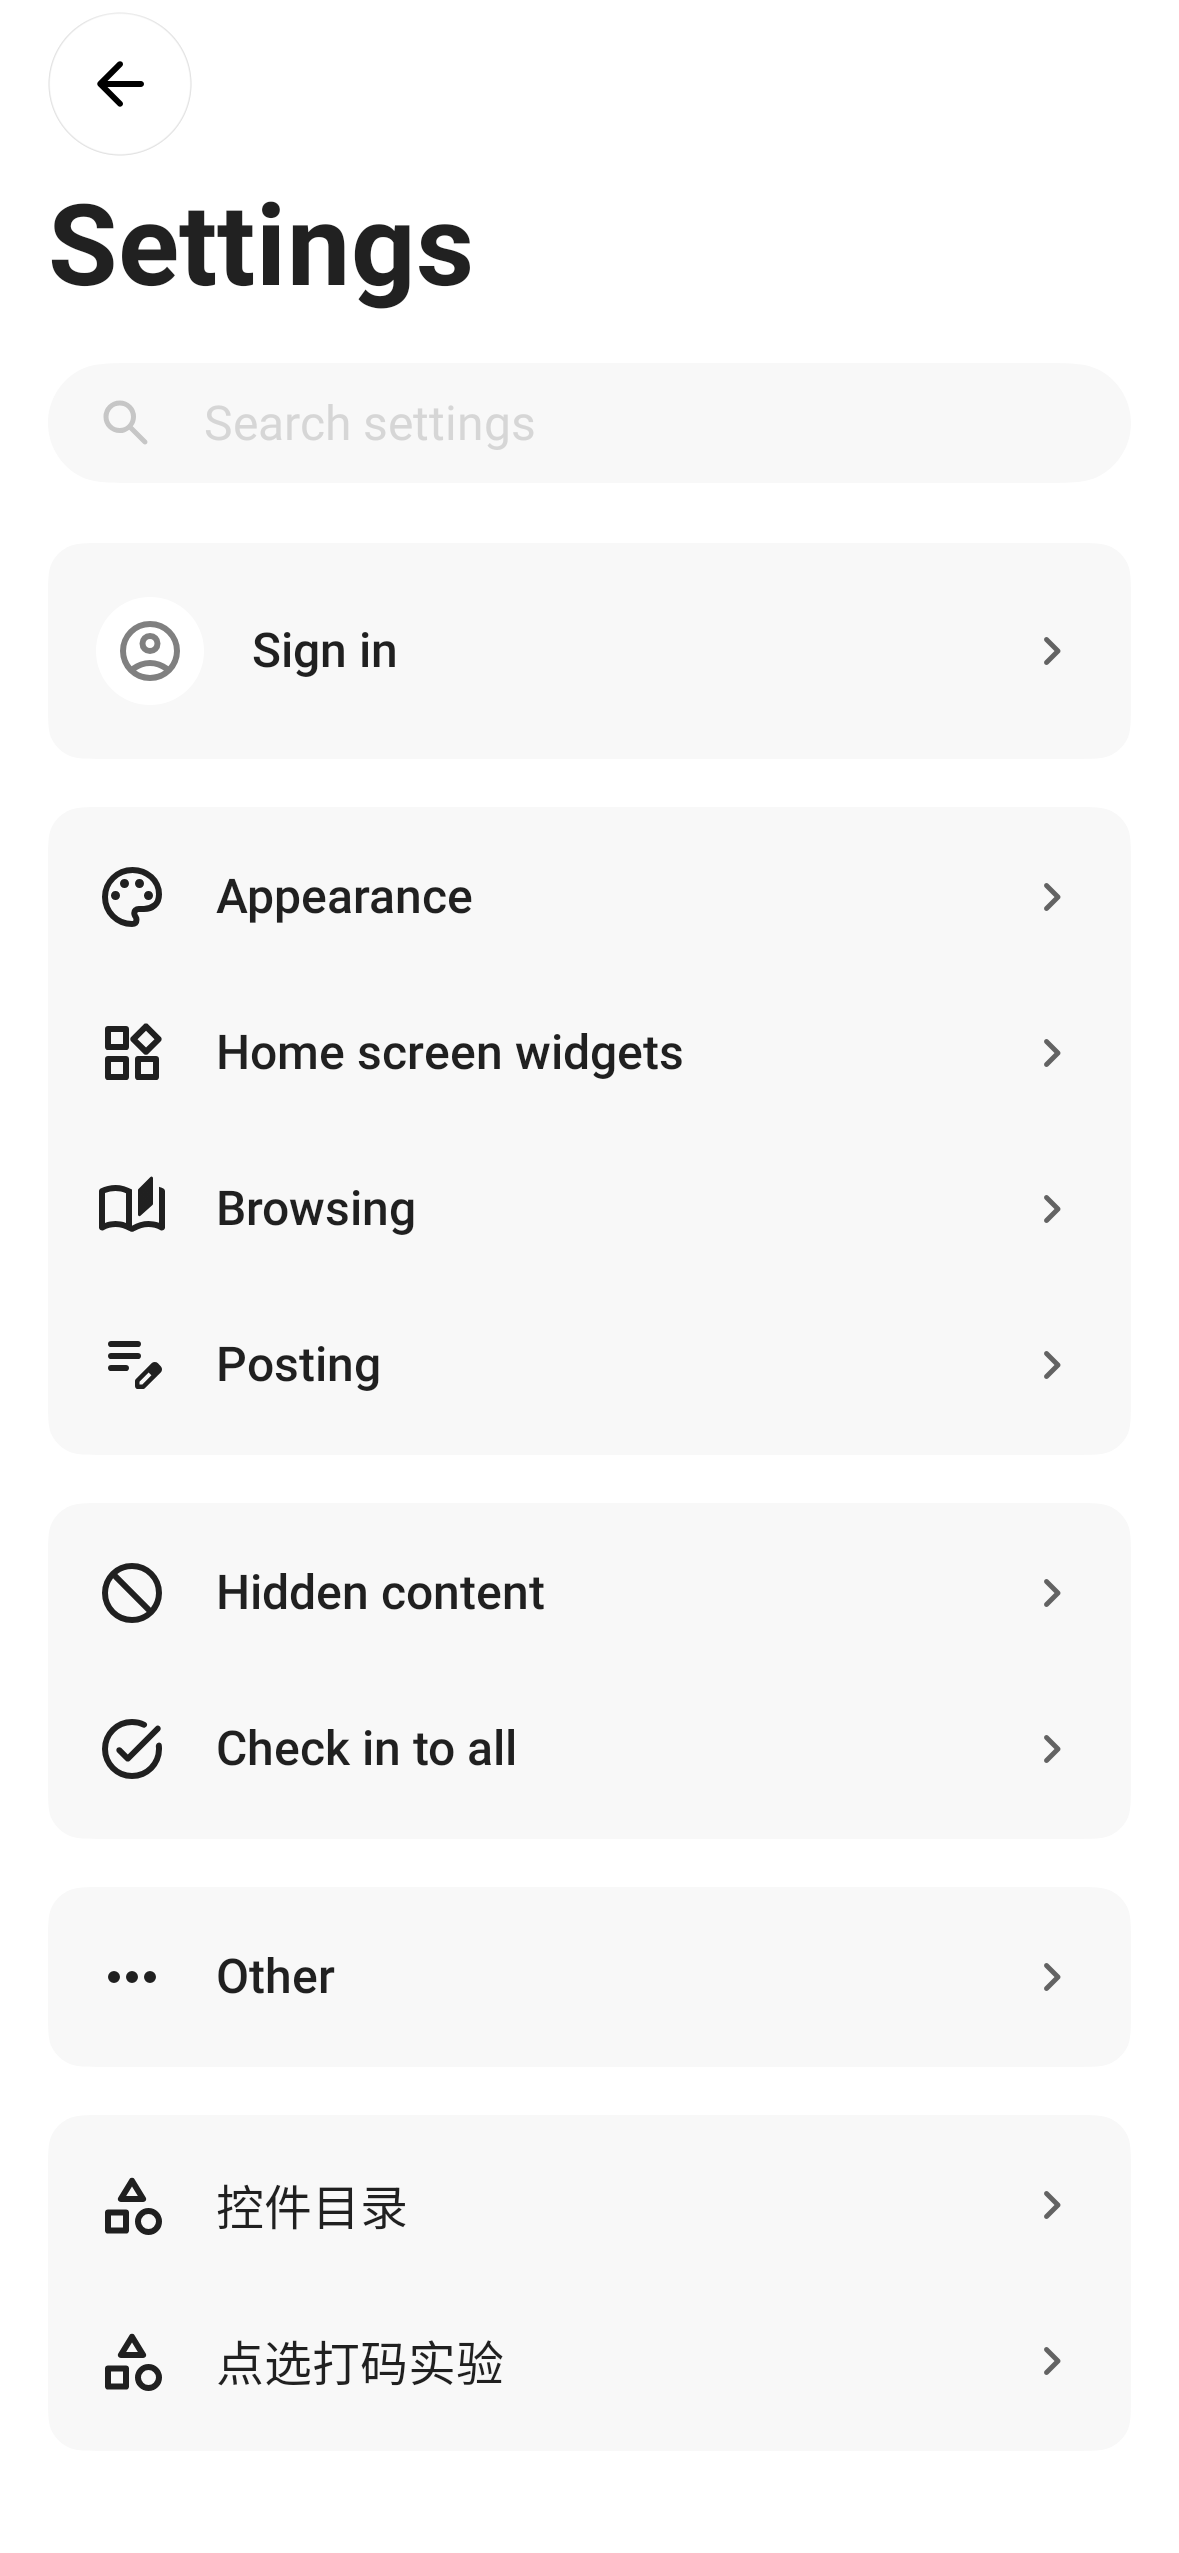 Settings
Search settings
Sign in
Appearance
Home screen widgets
Browsing
Posting
Hidden content
Check in to all
Other
控件目录
点选打码实验